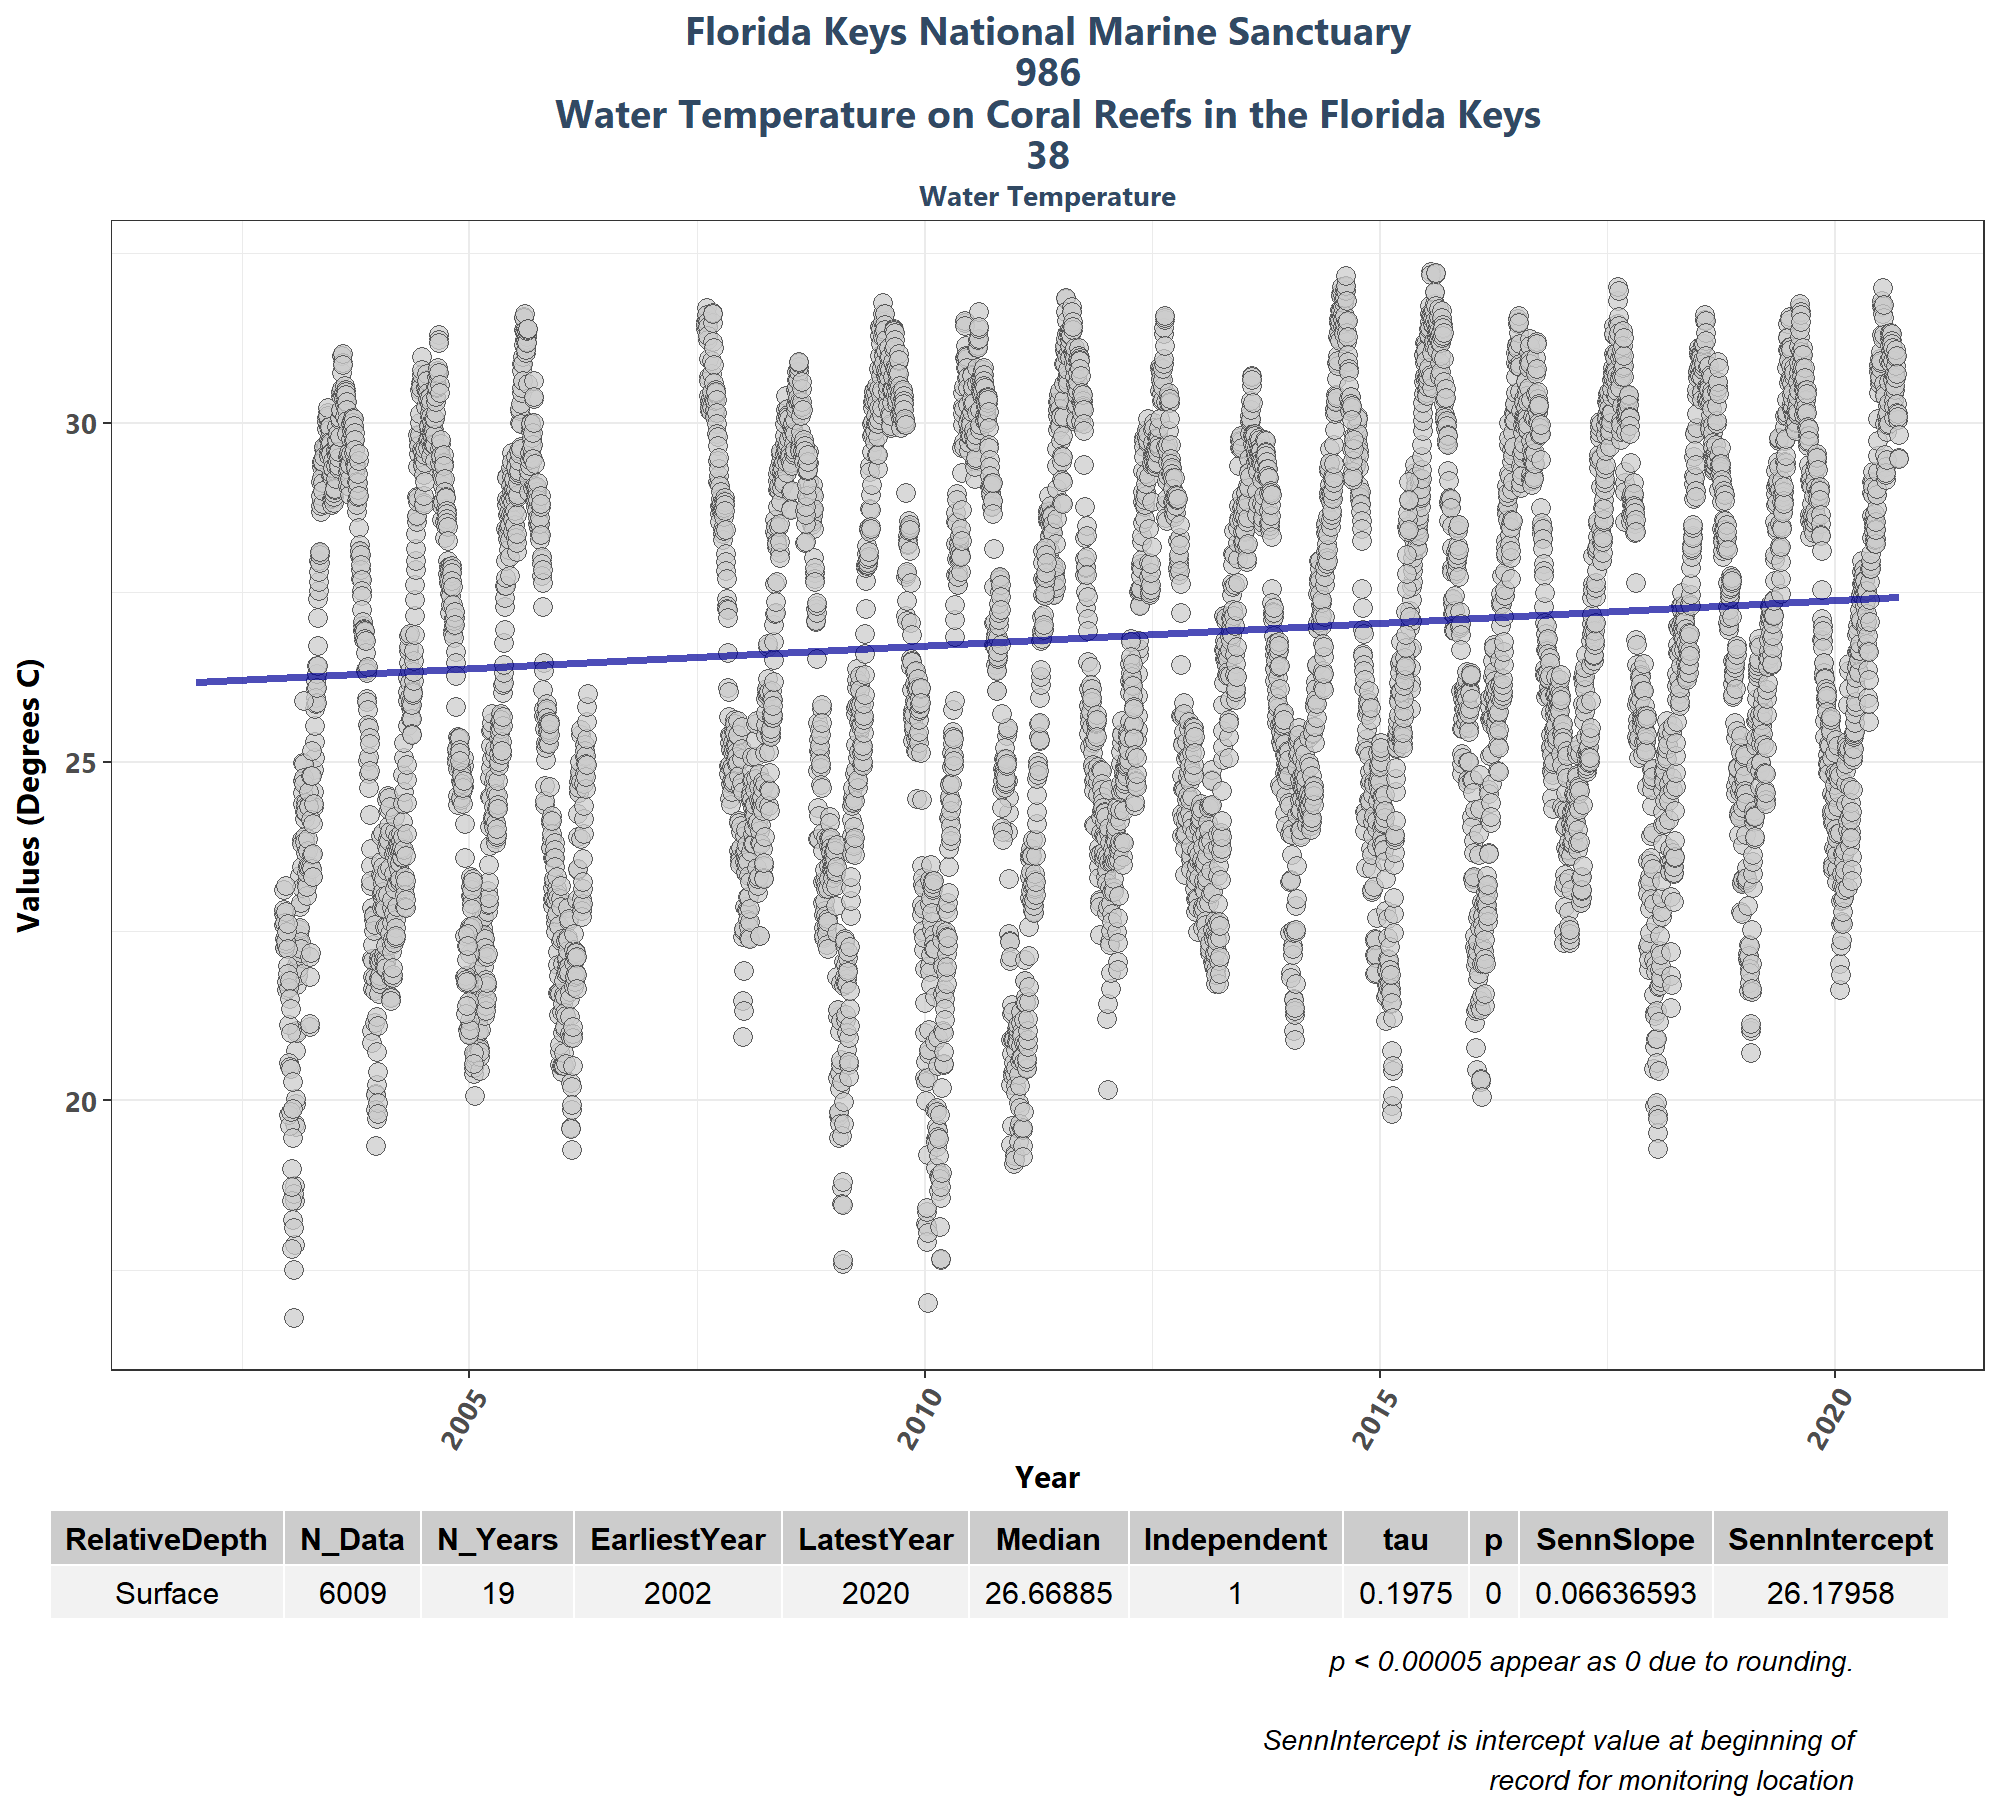 Florida Keys National Marine Sanctuary
986
Water Temperature on Coral Reefs in the Florida Keys
38
Water Temperature
Values (Degrees C)
30
25
20
2005 2010 2015 2020
Year
RelativeDepth N_Data N_Years EarliestYear LatestYear Median Independent tau p SennSlope SennIntercept
Surface 6009 19 2002 2020 26.66885 1 0.1975 0 0.06636593 26.17958
p < 0.00005 appear as 0 due to rounding.
SennIntercept is intercept value at beginning of
record for monitoring location